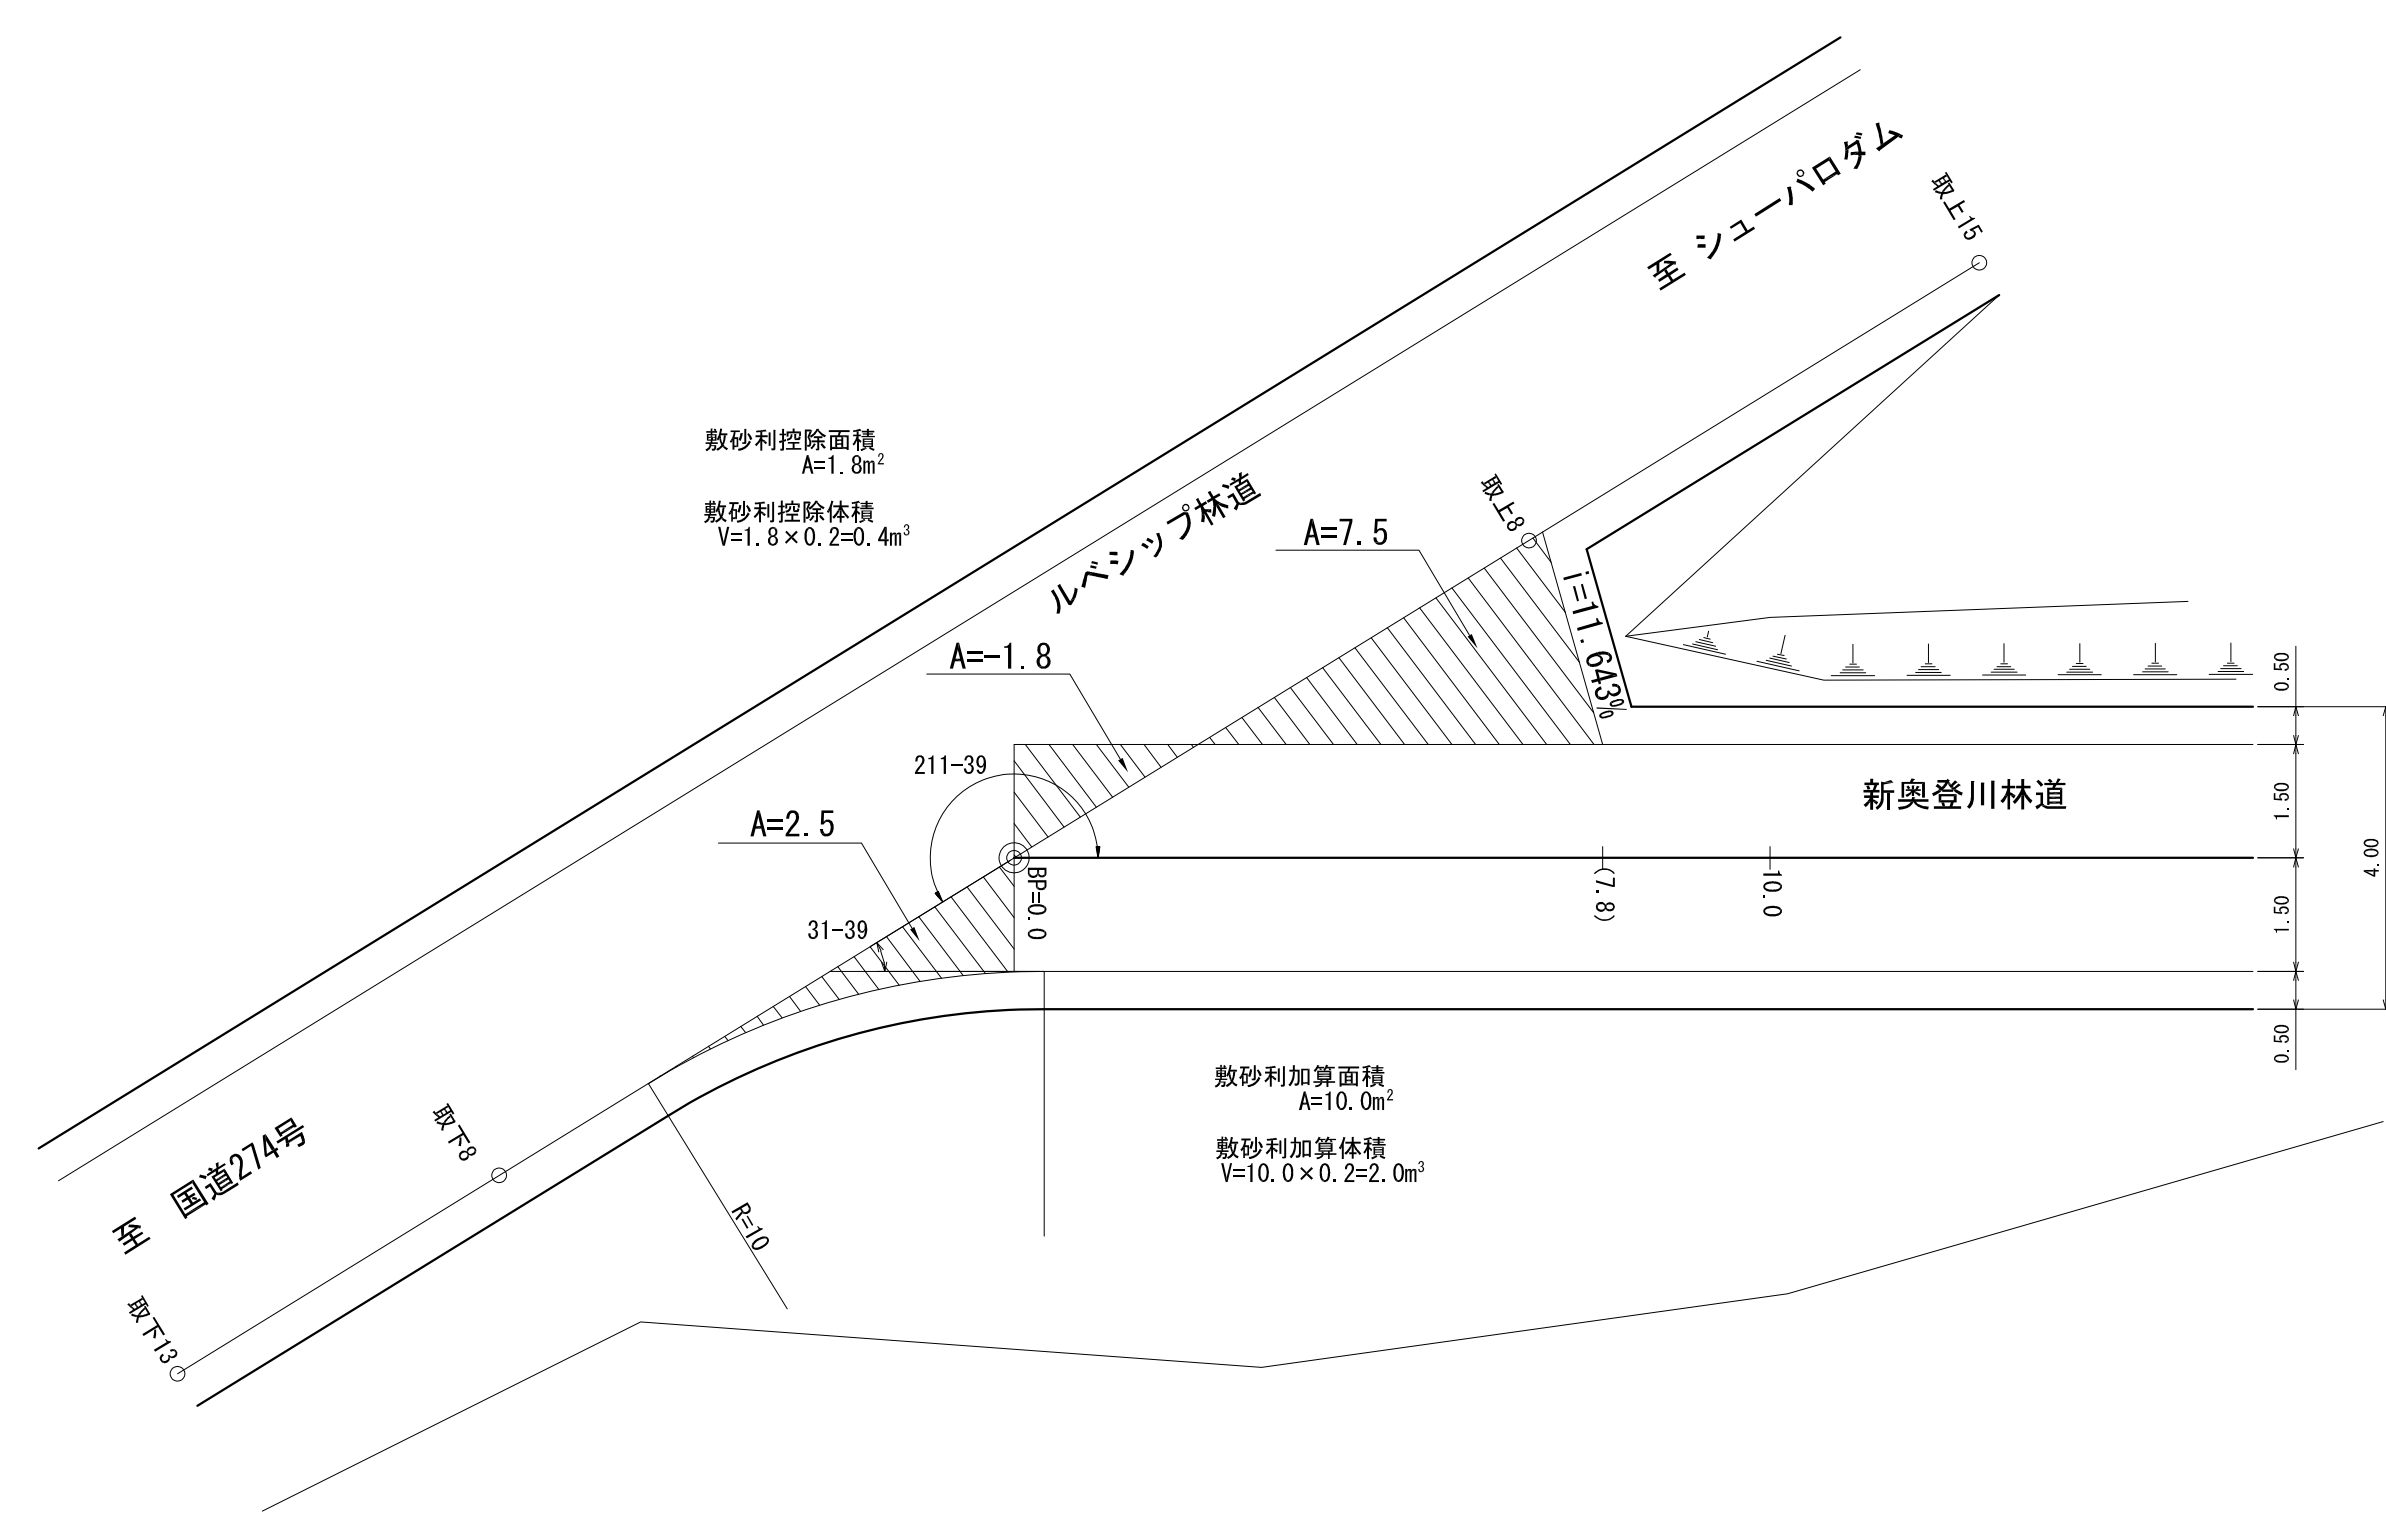 至 シューパロダム
取上15
敷砂利控除面積
A=1.8m²
敷砂利控除体積
V=1.8×0.2=0.4m³
ルベシップ林道
取上8
A=7.5
i=11.643%
A=-1.8
211-39
A=2.5
31-39
BP=0.0
(7.8)
10.0
新奥登川林道
0.50
1.50
1.50
0.50
4.00
敷砂利加算面積
A=10.0m²
敷砂利加算体積
V=10.0×0.2=2.0m³
R=10
取下8
至 国道274号
取下13